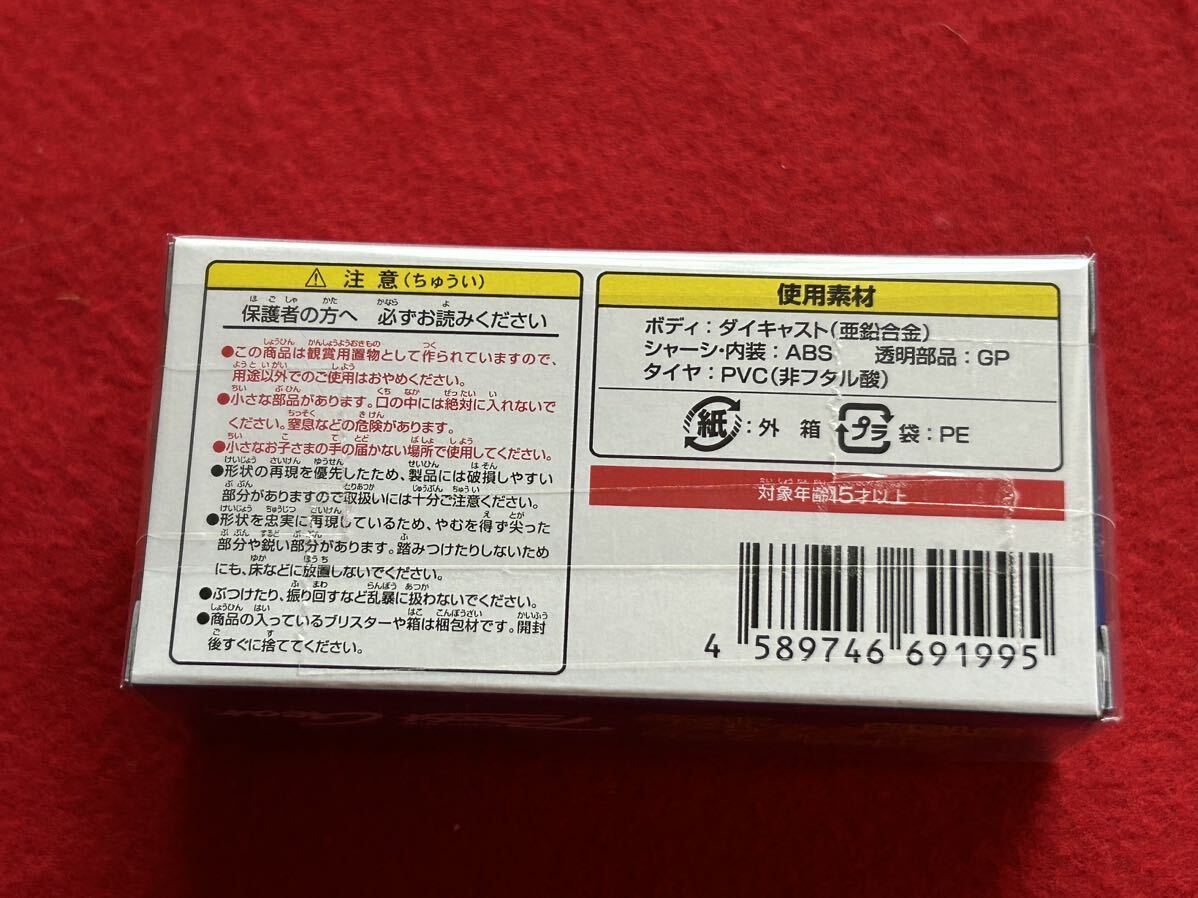 ⚠ 注意(ちゅうい)
保護者の方へ 必ずお読みください
●この商品は観賞用置物として作られていますので、
用途以外でのご使用はおやめください。
●小さな部品があります。口の中には絶対に入れないで
ください。窒息などの危険があります。
●小さなお子さまの手の届かない場所で使用してください。
●形状の再現を優先したため、製品には破損しやすい
部分がありますので取扱いには十分ご注意ください。
●形状を忠実に再現しているため、やむを得ず尖った
部分や鋭い部分があります。踏みつけたりしないため
にも、床などに放置しないでください。
●ぶつけたり、振り回すなど乱暴に扱わないでください。
●商品の入っているブリスターや箱は梱包材です。開封
後すぐに捨ててください。
使用素材
ボディ:ダイキャスト(亜鉛合金)
シャーシ・内装:ABS 透明部品:GP
タイヤ:PVC(非フタル酸)
紙:外箱 プラ 袋:PE
対象年齢15才以上
4 589746 691995